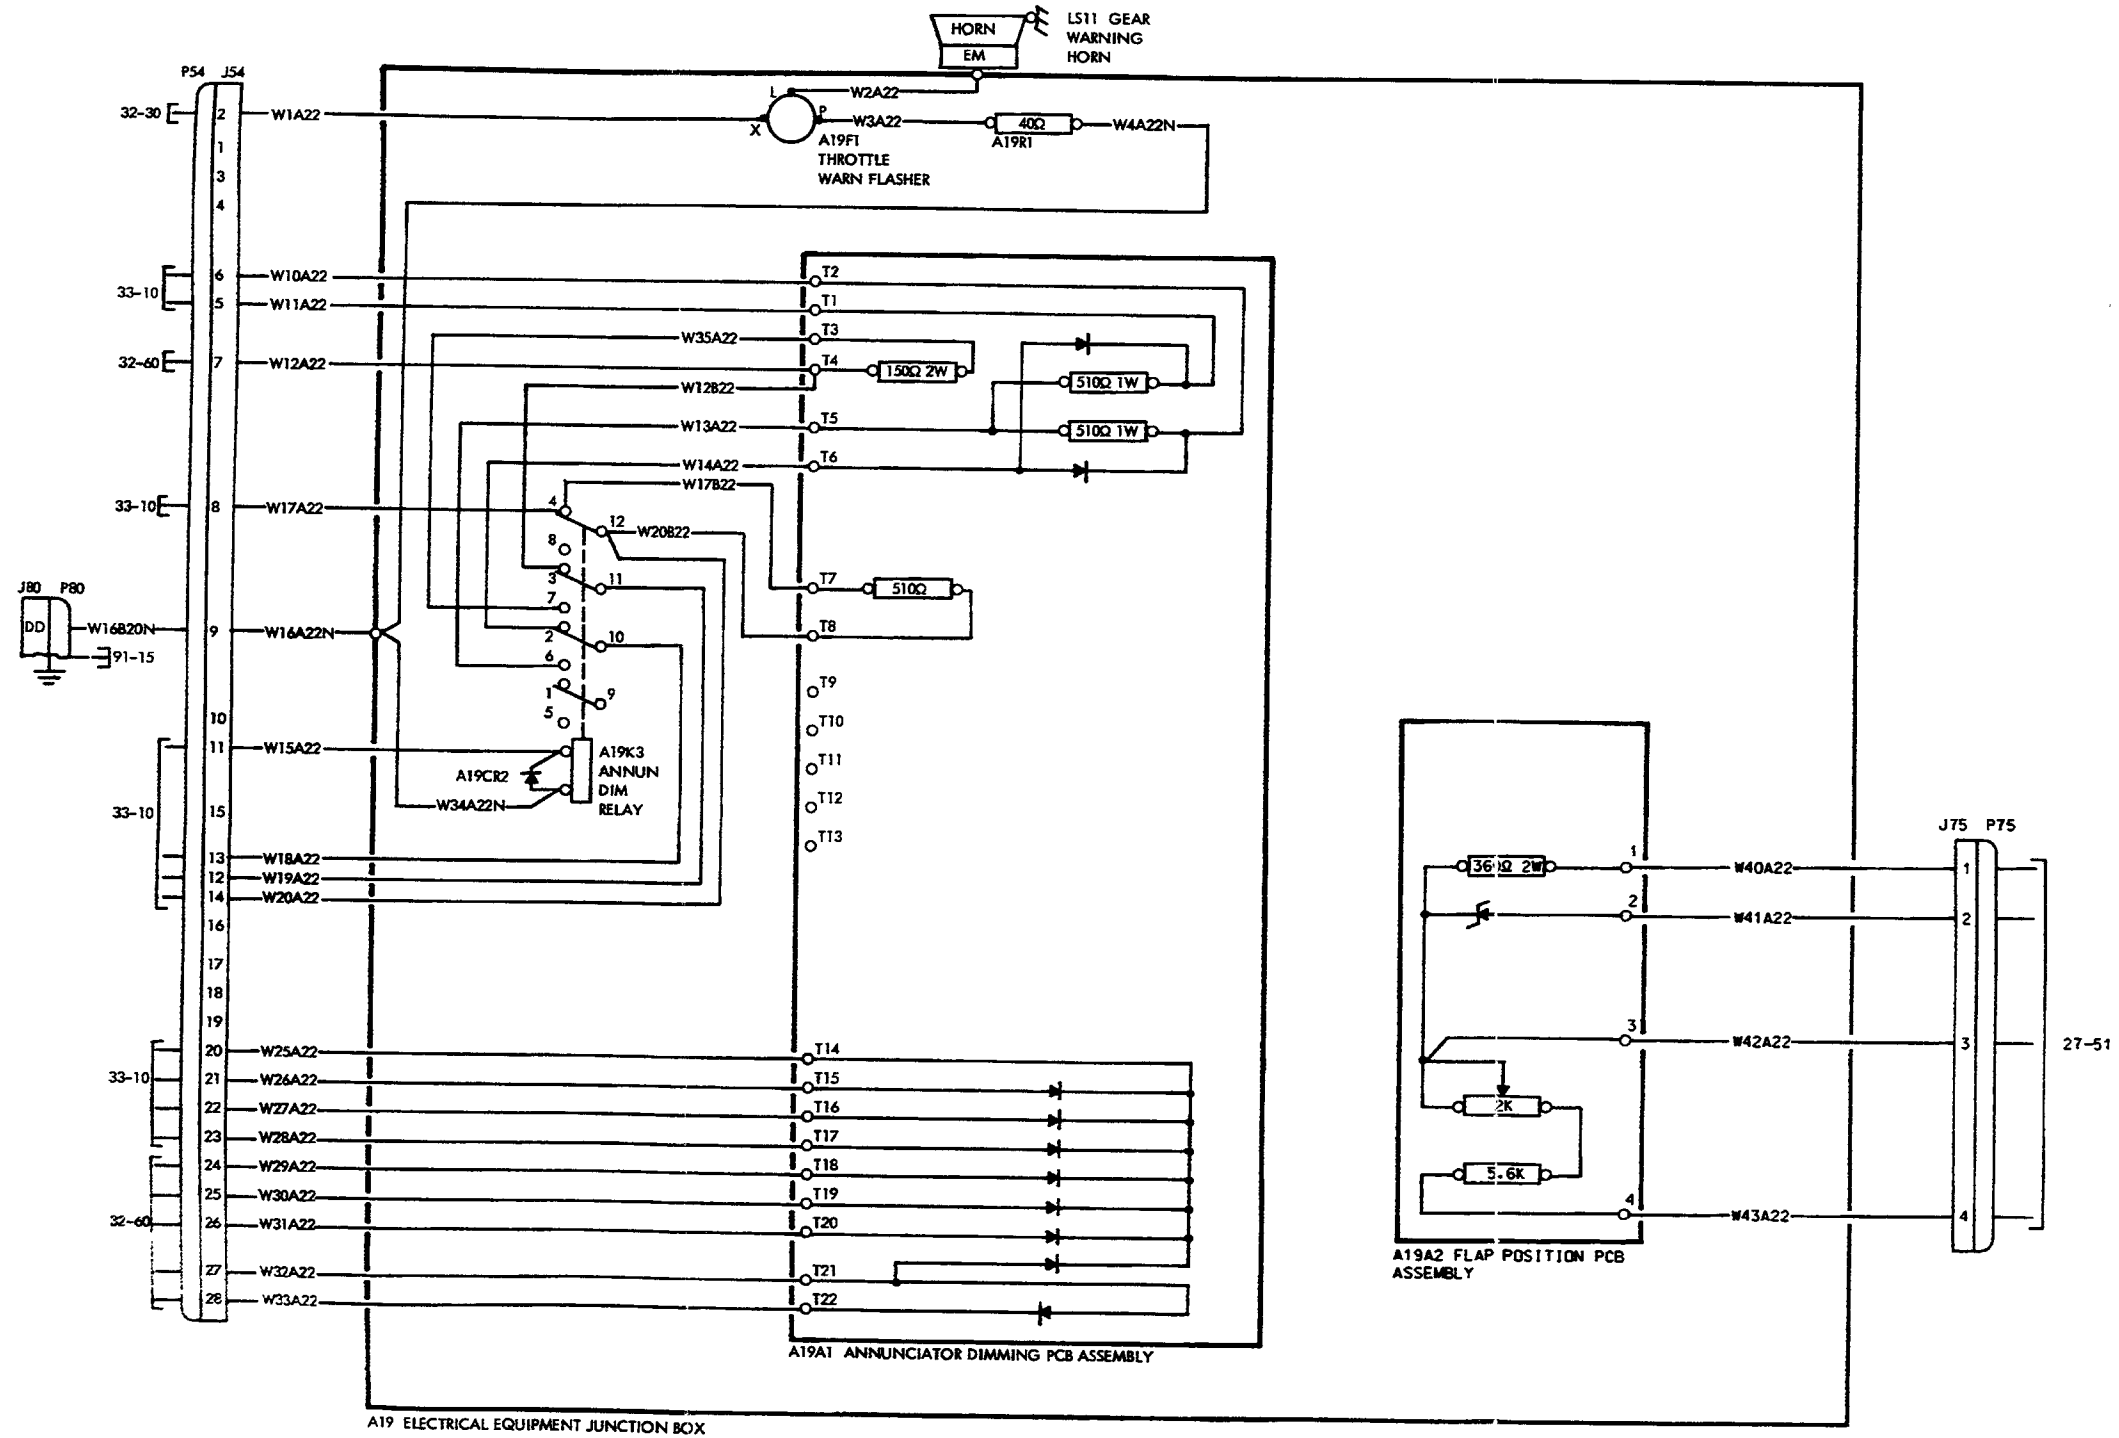 HORN
EM
LS11 GEAR
WARNING
HORN
P54 J54
32-30
2
W1A22
L
W2A22
X
P
W3A22
40Ω
W4A22N
A19R1
A19F1
THROTTLE
WARN FLASHER
1
3
4
6
W10A22
T2
33-10
5
W11A22
T1
W35A22
T3
32-60
7
W12A22
T4
150Ω 2W
W12B22
510Ω 1W
W13A22
T5
510Ω 1W
W14A22
T6
W17B22
33-10
8
W17A22
4
12
W20B22
8
3
11
T7
510Ω
7
J80 P80
DD
W16B20N
9
W16A22N
2
10
T8
91-15
6
1
9
5
T9
10
T10
11
W15A22
A19K3
ANNUN
DIM
RELAY
A19CR2
T11
W34A22N
T12
33-10
15
T13
13
W18A22
12
W19A22
14
W20A22
16
17
18
19
J75 P75
1
W40A22
1
2W
2
W41A22
2
3
W42A22
3
27-51
2K
5.6K
4
W43A22
4
A19A2 FLAP POSITION PCB
ASSEMBLY
20
W25A22
T14
33-10
21
W26A22
T15
22
W27A22
T16
23
W28A22
T17
24
W29A22
T18
25
W30A22
T19
32-60
26
W31A22
T20
27
W32A22
T21
28
W33A22
T22
A19A1 ANNUNCIATOR DIMMING PCB ASSEMBLY
A19 ELECTRICAL EQUIPMENT JUNCTION BOX